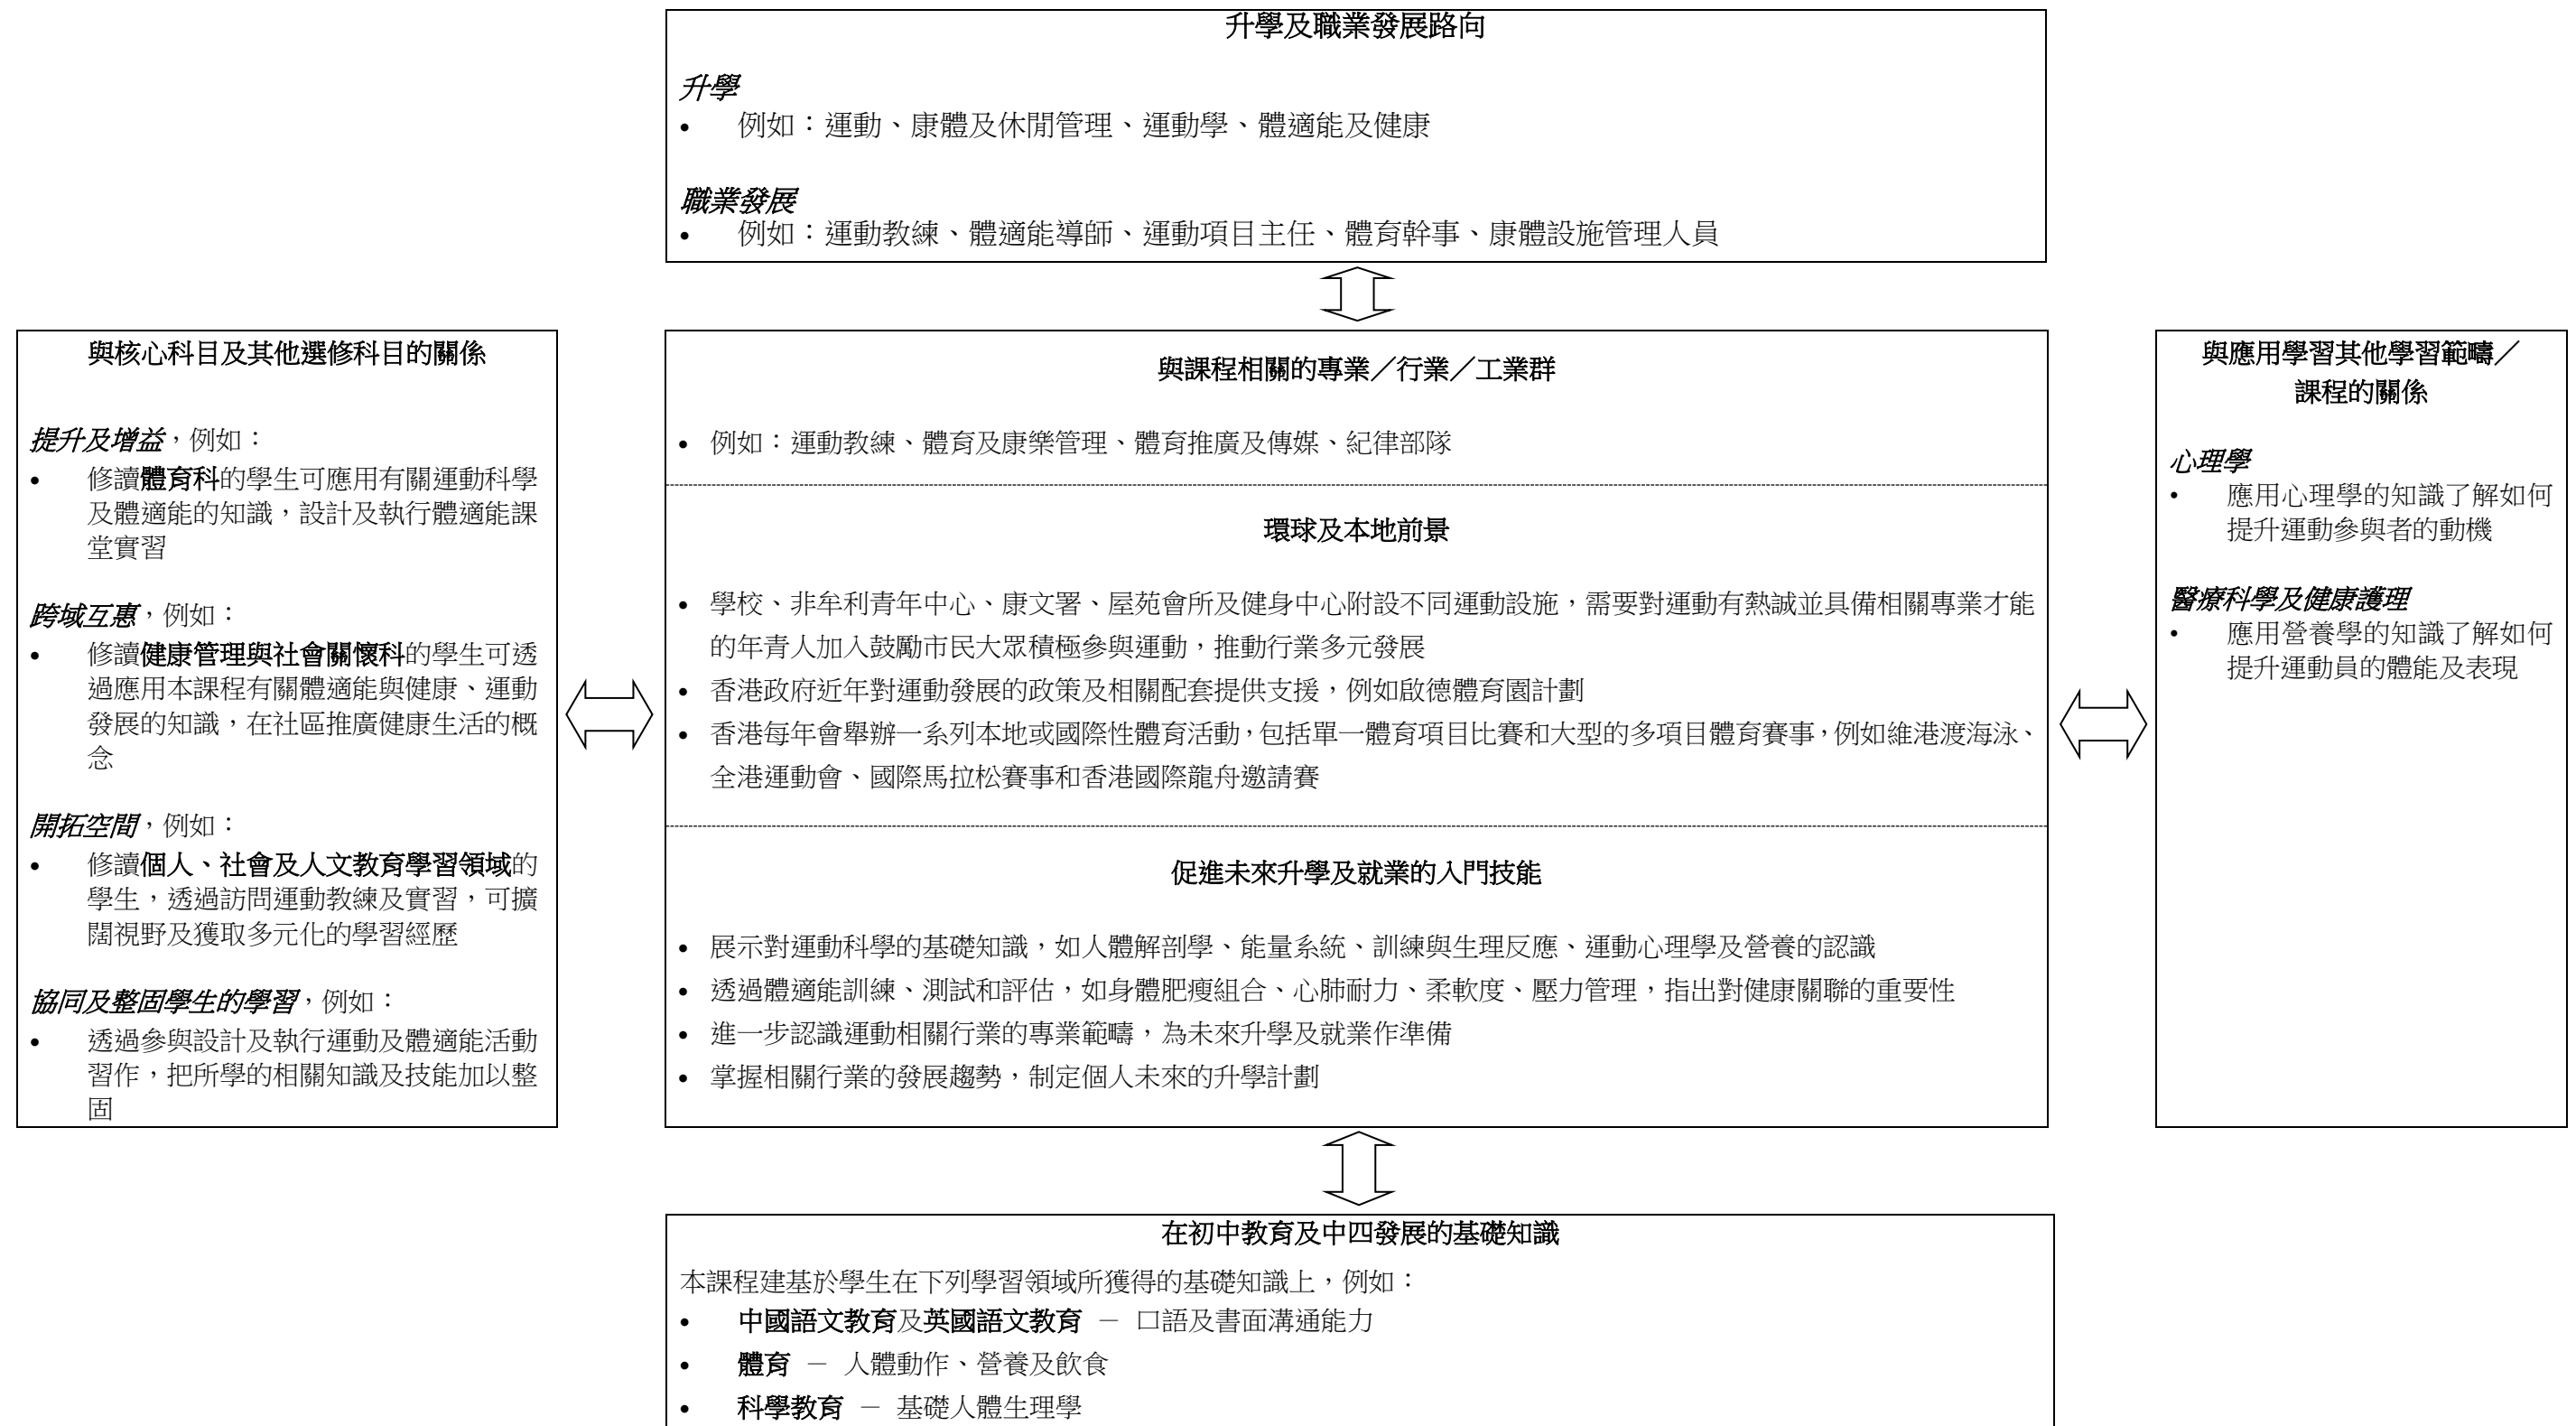 升學及職業發展路向
升學
• 例如：運動、康體及休閒管理、運動學、體適能及健康
職業發展
• 例如：運動教練、體適能導師、運動項目主任、體育幹事、康體設施管理人員
與核心科目及其他選修科目的關係
提升及增益，例如：
• 修讀體育科的學生可應用有關運動科學
及體適能的知識，設計及執行體適能課
堂實習
跨域互惠，例如：
• 修讀健康管理與社會關懷科的學生可透
過應用本課程有關體適能與健康、運動
發展的知識，在社區推廣健康生活的概
念
開拓空間，例如：
• 修讀個人、社會及人文教育學習領域的
學生，透過訪問運動教練及實習，可擴
闊視野及獲取多元化的學習經歷
協同及整固學生的學習，例如：
• 透過參與設計及執行運動及體適能活動
習作，把所學的相關知識及技能加以整
固
與課程相關的專業／行業／工業群
• 例如：運動教練、體育及康樂管理、體育推廣及傳媒、紀律部隊
環球及本地前景
• 學校、非牟利青年中心、康文署、屋苑會所及健身中心附設不同運動設施，需要對運動有熱誠並具備相關專業才能
的年青人加入鼓勵市民大眾積極參與運動，推動行業多元發展
• 香港政府近年對運動發展的政策及相關配套提供支援，例如啟德體育園計劃
• 香港每年會舉辦一系列本地或國際性體育活動，包括單一體育項目比賽和大型的多項目體育賽事，例如維港渡海泳、
全港運動會、國際馬拉松賽事和香港國際龍舟邀請賽
促進未來升學及就業的入門技能
• 展示對運動科學的基礎知識，如人體解剖學、能量系統、訓練與生理反應、運動心理學及營養的認識
• 透過體適能訓練、測試和評估，如身體肥瘦組合、心肺耐力、柔軟度、壓力管理，指出對健康關聯的重要性
• 進一步認識運動相關行業的專業範疇，為未來升學及就業作準備
• 掌握相關行業的發展趨勢，制定個人未來的升學計劃
與應用學習其他學習範疇／
課程的關係
心理學
• 應用心理學的知識了解如何
提升運動參與者的動機
醫療科學及健康護理
• 應用營養學的知識了解如何
提升運動員的體能及表現
在初中教育及中四發展的基礎知識
本課程建基於學生在下列學習領域所獲得的基礎知識上，例如：
• 中國語文教育及英國語文教育 － 口語及書面溝通能力
• 體育 － 人體動作、營養及飲食
• 科學教育 － 基礎人體生理學